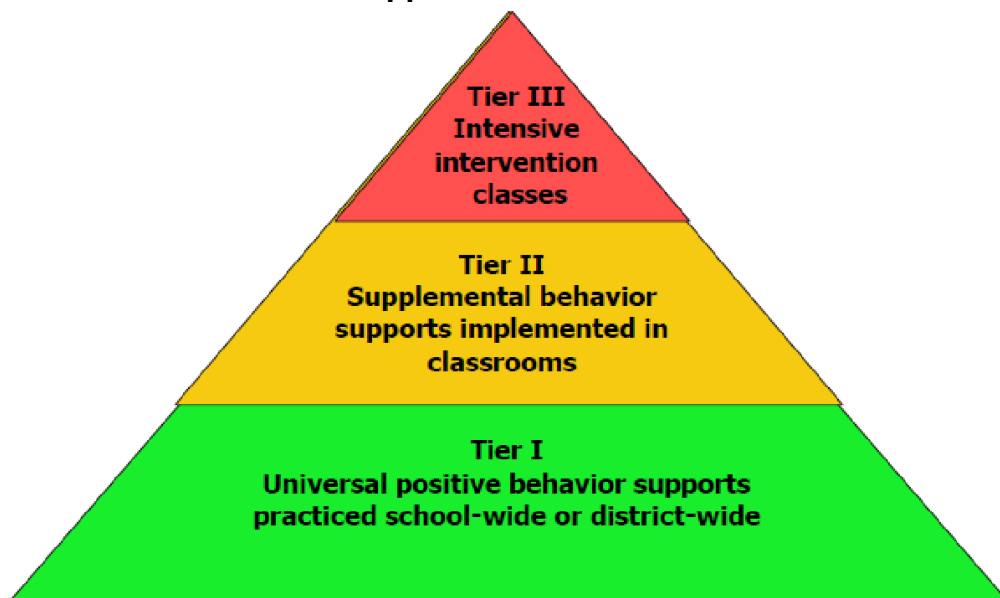 Tier III
Intensive
intervention
classes
Tier II
Supplemental behavior
supports implemented in
classrooms
Tier I
Universal positive behavior supports
practiced school-wide or district-wide